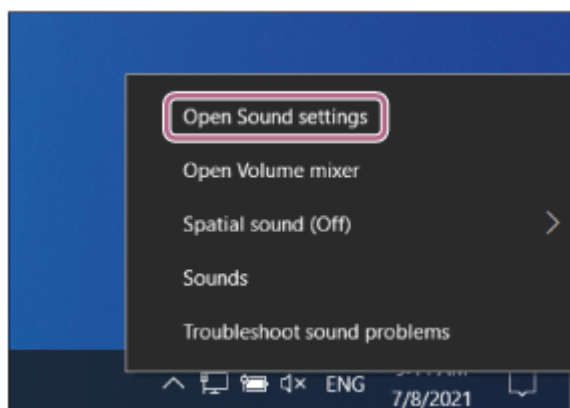 Open Sound settings
Open Volume mixer
Spatial sound (Off)
Sounds
Troubleshoot sound problems
ENG
7/8/2021